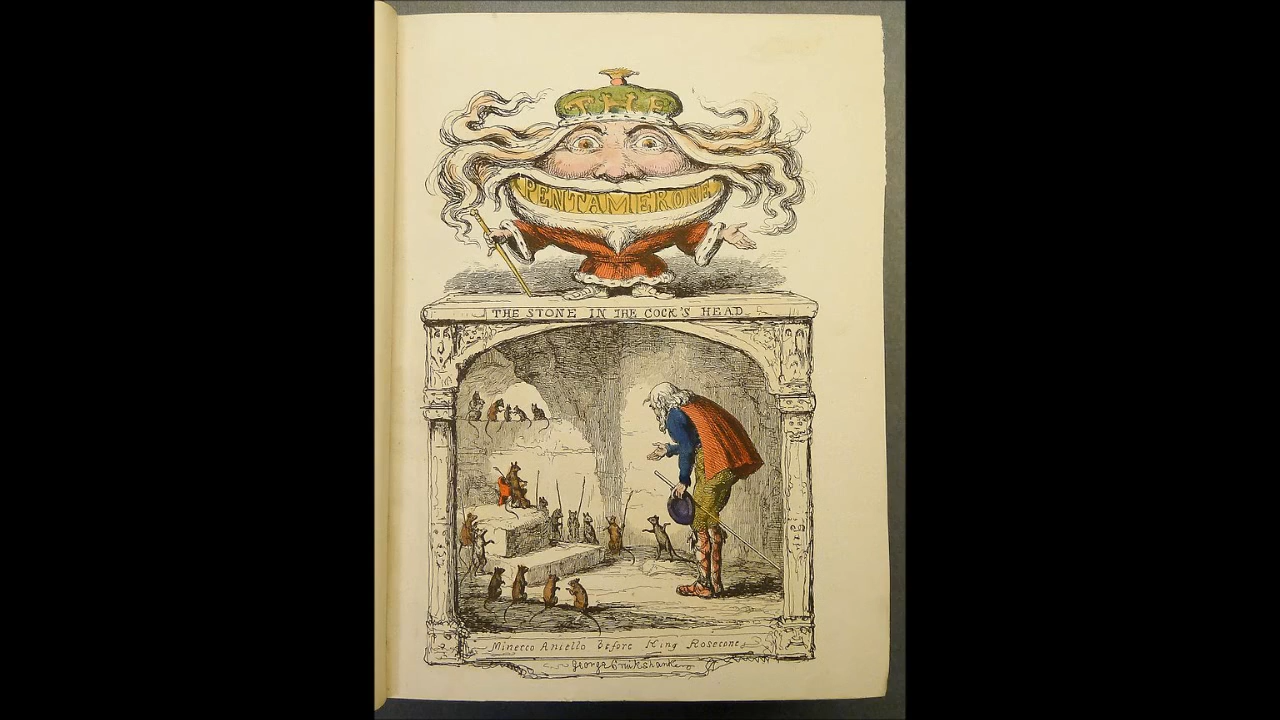 THE
PENTAMERONE
THE STONE IN THE COCK'S HEAD
Minecco Aniello before King Rosecone
George Cruikshank